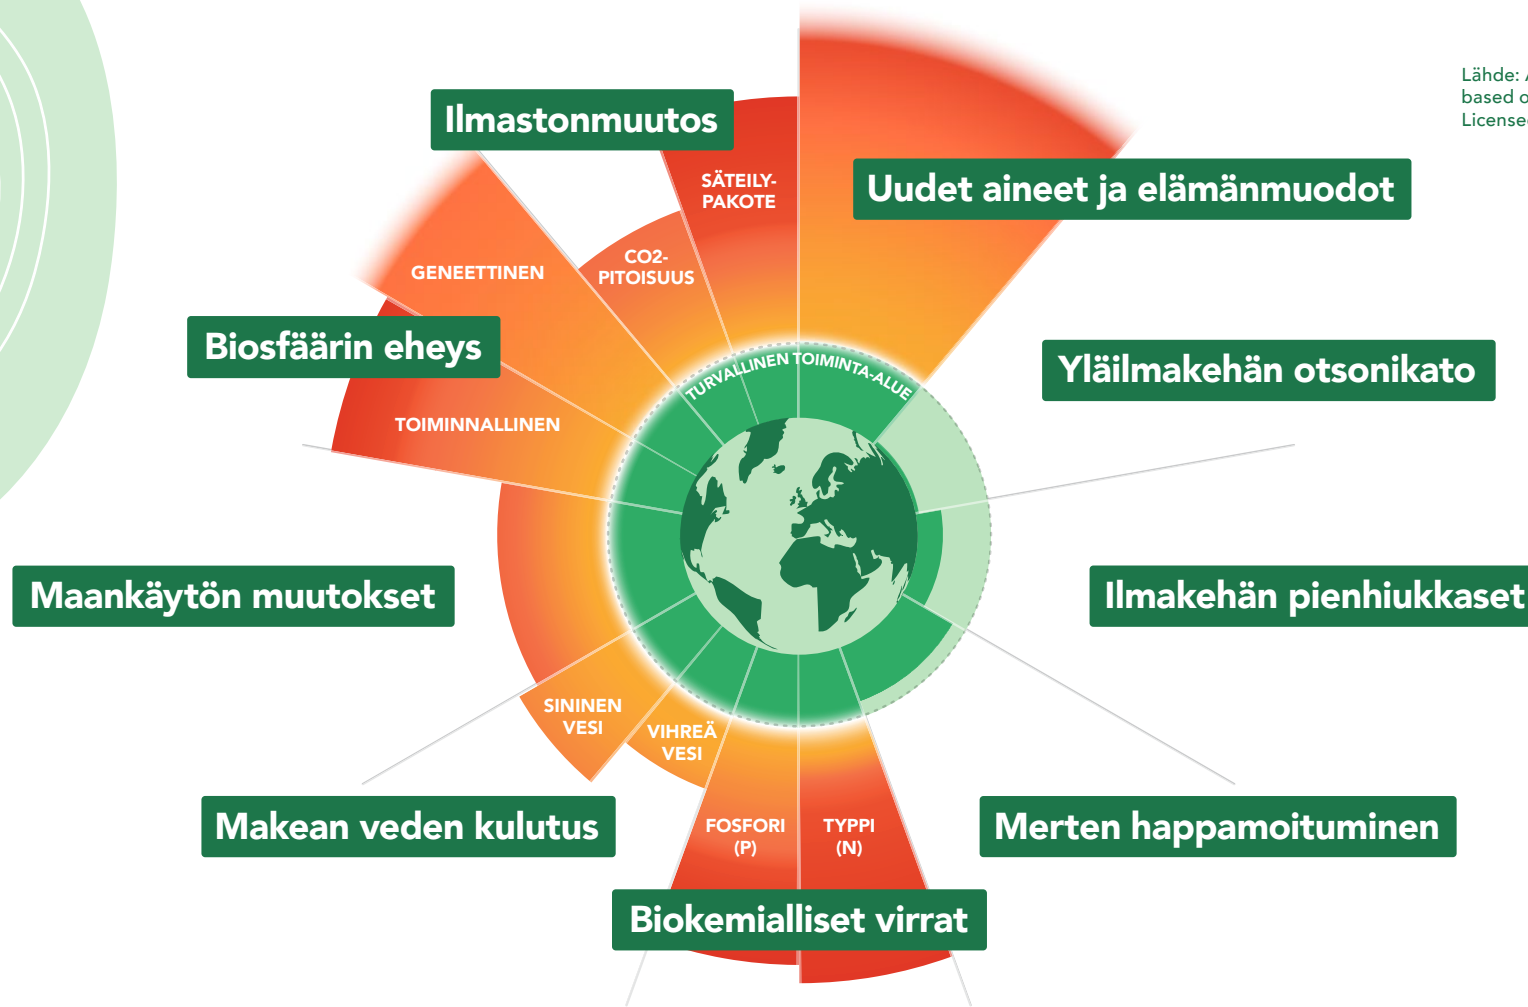 Lähde:
based
Licensed
Ilmastonmuutos
SÄTEILY-
PAKOTE
Uudet aineet ja elämänmuodot
CO2-
PITOISUUS
GENEETTINEN
Biosfäärin eheys
TURVALLINEN TOIMINTA-ALUE
Yläilmakehän otsonikato
TOIMINNALLINEN
Maankäytön muutokset
Ilmakehän pienhiukkaset
SININEN
VESI
VIHREÄ
VESI
Makean veden kulutus
FOSFORI
(P)
TYPPI
(N)
Merten happamoituminen
Biokemialliset virrat